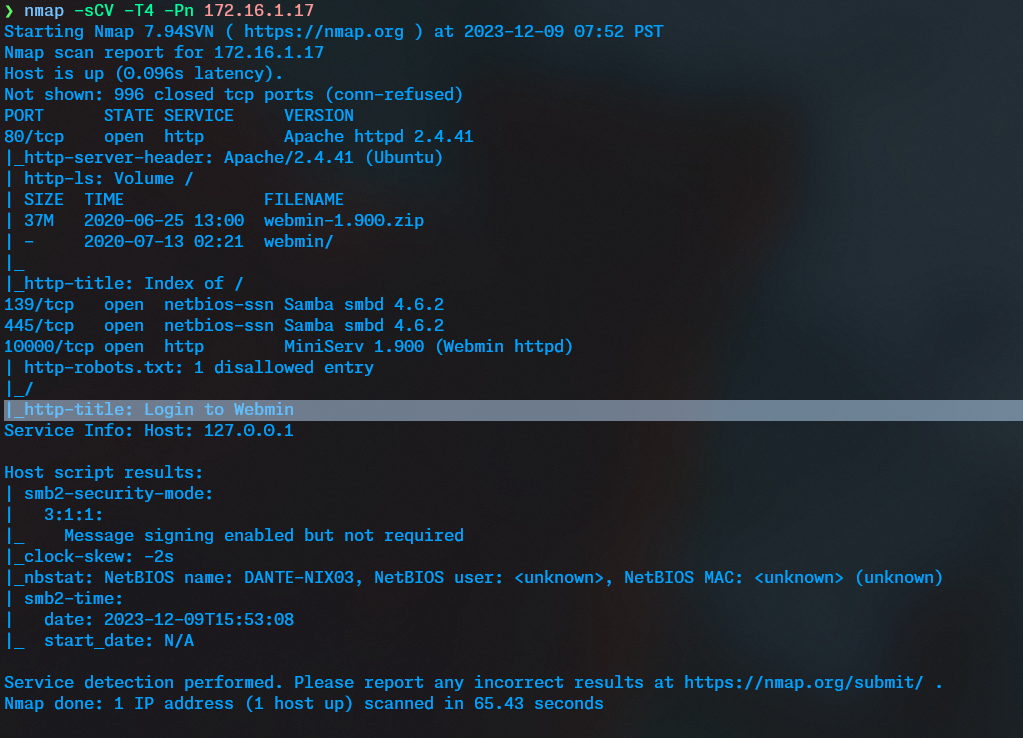 ❯ nmap -sCV -T4 -Pn 172.16.1.17
Starting Nmap 7.94SVN ( https://nmap.org ) at 2023-12-09 07:52 PST
Nmap scan report for 172.16.1.17
Host is up (0.096s latency).
Not shown: 996 closed tcp ports (conn-refused)
PORT      STATE SERVICE     VERSION
80/tcp    open  http        Apache httpd 2.4.41
|_http-server-header: Apache/2.4.41 (Ubuntu)
| http-ls: Volume /
| SIZE  TIME              FILENAME
| 37M   2020-06-25 13:00  webmin-1.900.zip
| -     2020-07-13 02:21  webmin/
|_
|_http-title: Index of /
139/tcp   open  netbios-ssn Samba smbd 4.6.2
445/tcp   open  netbios-ssn Samba smbd 4.6.2
10000/tcp open  http        MiniServ 1.900 (Webmin httpd)
| http-robots.txt: 1 disallowed entry
|_/
|_http-title: Login to Webmin
Service Info: Host: 127.0.0.1

Host script results:
| smb2-security-mode:
|   3:1:1:
|_    Message signing enabled but not required
|_clock-skew: -2s
|_nbstat: NetBIOS name: DANTE-NIX03, NetBIOS user: <unknown>, NetBIOS MAC: <unknown> (unknown)
| smb2-time:
|   date: 2023-12-09T15:53:08
|_  start_date: N/A

Service detection performed. Please report any incorrect results at https://nmap.org/submit/ .
Nmap done: 1 IP address (1 host up) scanned in 65.43 seconds